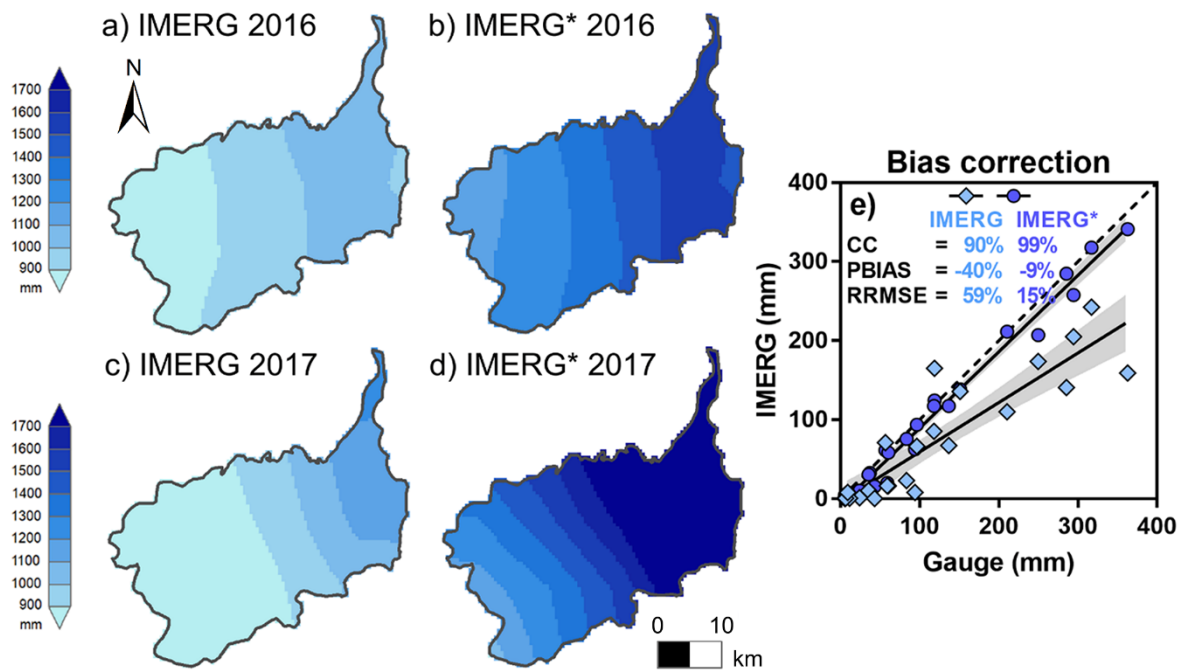 a) IMERG 2016
b) IMERG* 2016
N
1700
1600
1500
1400
1300
1200
1100
1000
900
mm
c) IMERG 2017
d) IMERG* 2017
1700
1600
1500
1400
1300
1200
1100
1000
900
mm
0 10
km
Bias correction
e)
IMERG IMERG*
CC = 90% 99%
PBIAS = -40% -9%
RRMSE = 59% 15%
400
300
200
100
0
IMERG (mm)
0 100 200 300 400
Gauge (mm)